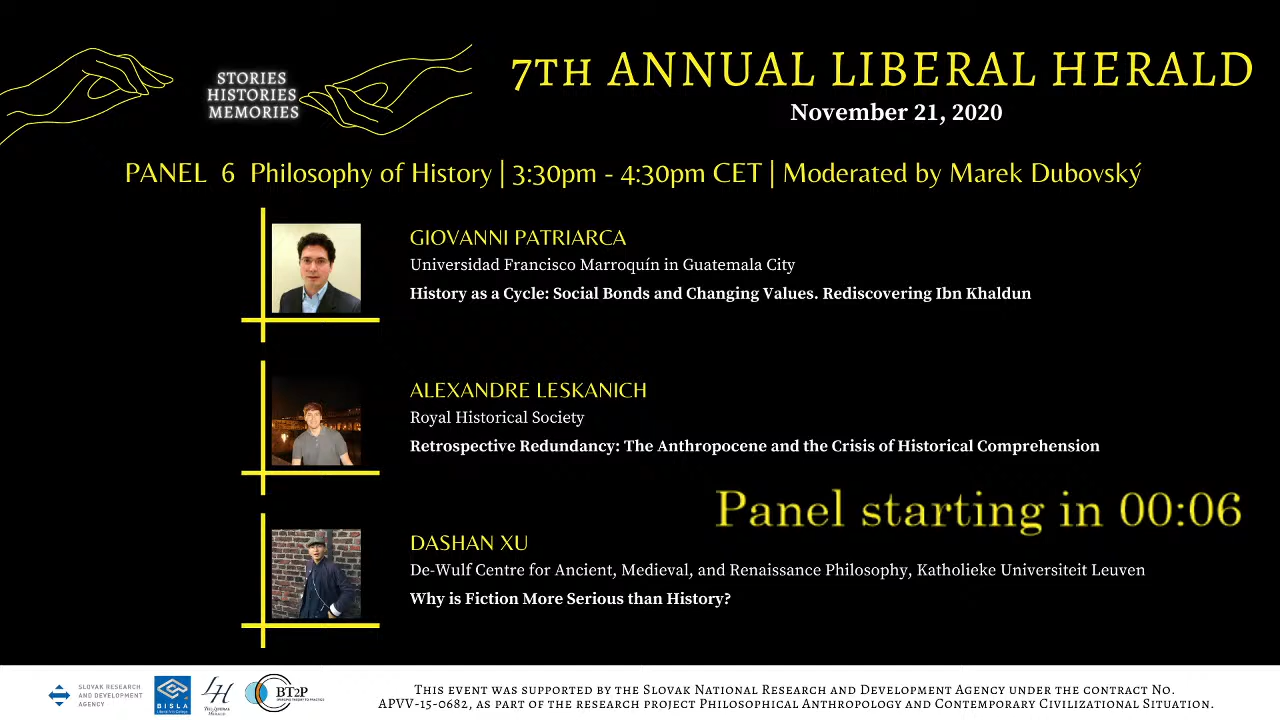 STORIES
HISTORIES
MEMORIES
7TH ANNUAL LIBERAL HERALD
November 21, 2020
PANEL 6 Philosophy of History | 3:30pm - 4:30pm CET | Moderated by Marek Dubovský
GIOVANNI PATRIARCA
Universidad Francisco Marroquín in Guatemala City
History as a Cycle: Social Bonds and Changing Values. Rediscovering Ibn Khaldun
ALEXANDRE LESKANICH
Royal Historical Society
Retrospective Redundancy: The Anthropocene and the Crisis of Historical Comprehension
Panel starting in 00:06
DASHAN XU
De-Wulf Centre for Ancient, Medieval, and Renaissance Philosophy, Katholieke Universiteit Leuven
Why is Fiction More Serious than History?
SLOVAK RESEARCH
AND DEVELOPMENT
AGENCY
BISLA
Liberal Arts College
LH
The Liberal
Herald
BT2P
THIS EVENT WAS SUPPORTED BY THE SLOVAK NATIONAL RESEARCH AND DEVELOPMENT AGENCY UNDER THE CONTRACT NO.
APVV-15-0682, AS PART OF THE RESEARCH PROJECT PHILOSOPHICAL ANTHROPOLOGY AND CONTEMPORARY CIVILIZATIONAL SITUATION.